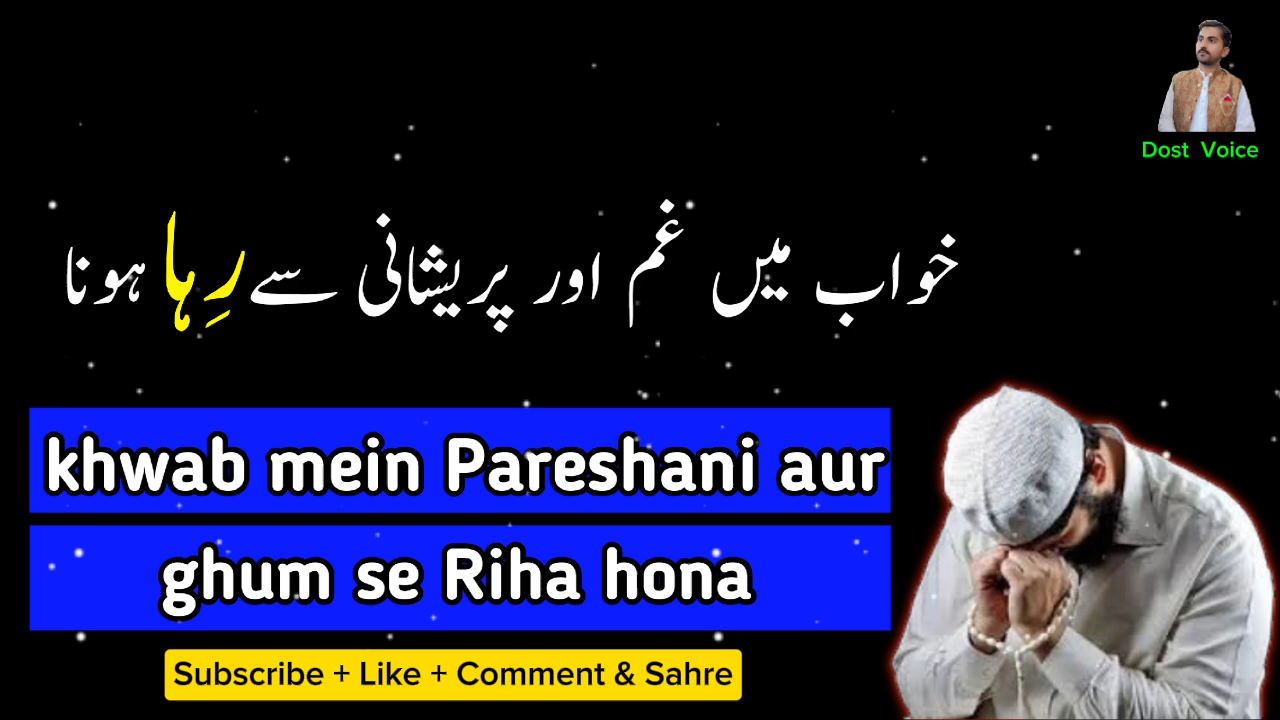 Dost Voice
خواب میں غم اور پریشانی سے رِہا ہونا
khwab mein Pareshani aur
ghum se Riha hona
Subscribe + Like + Comment & Sahre